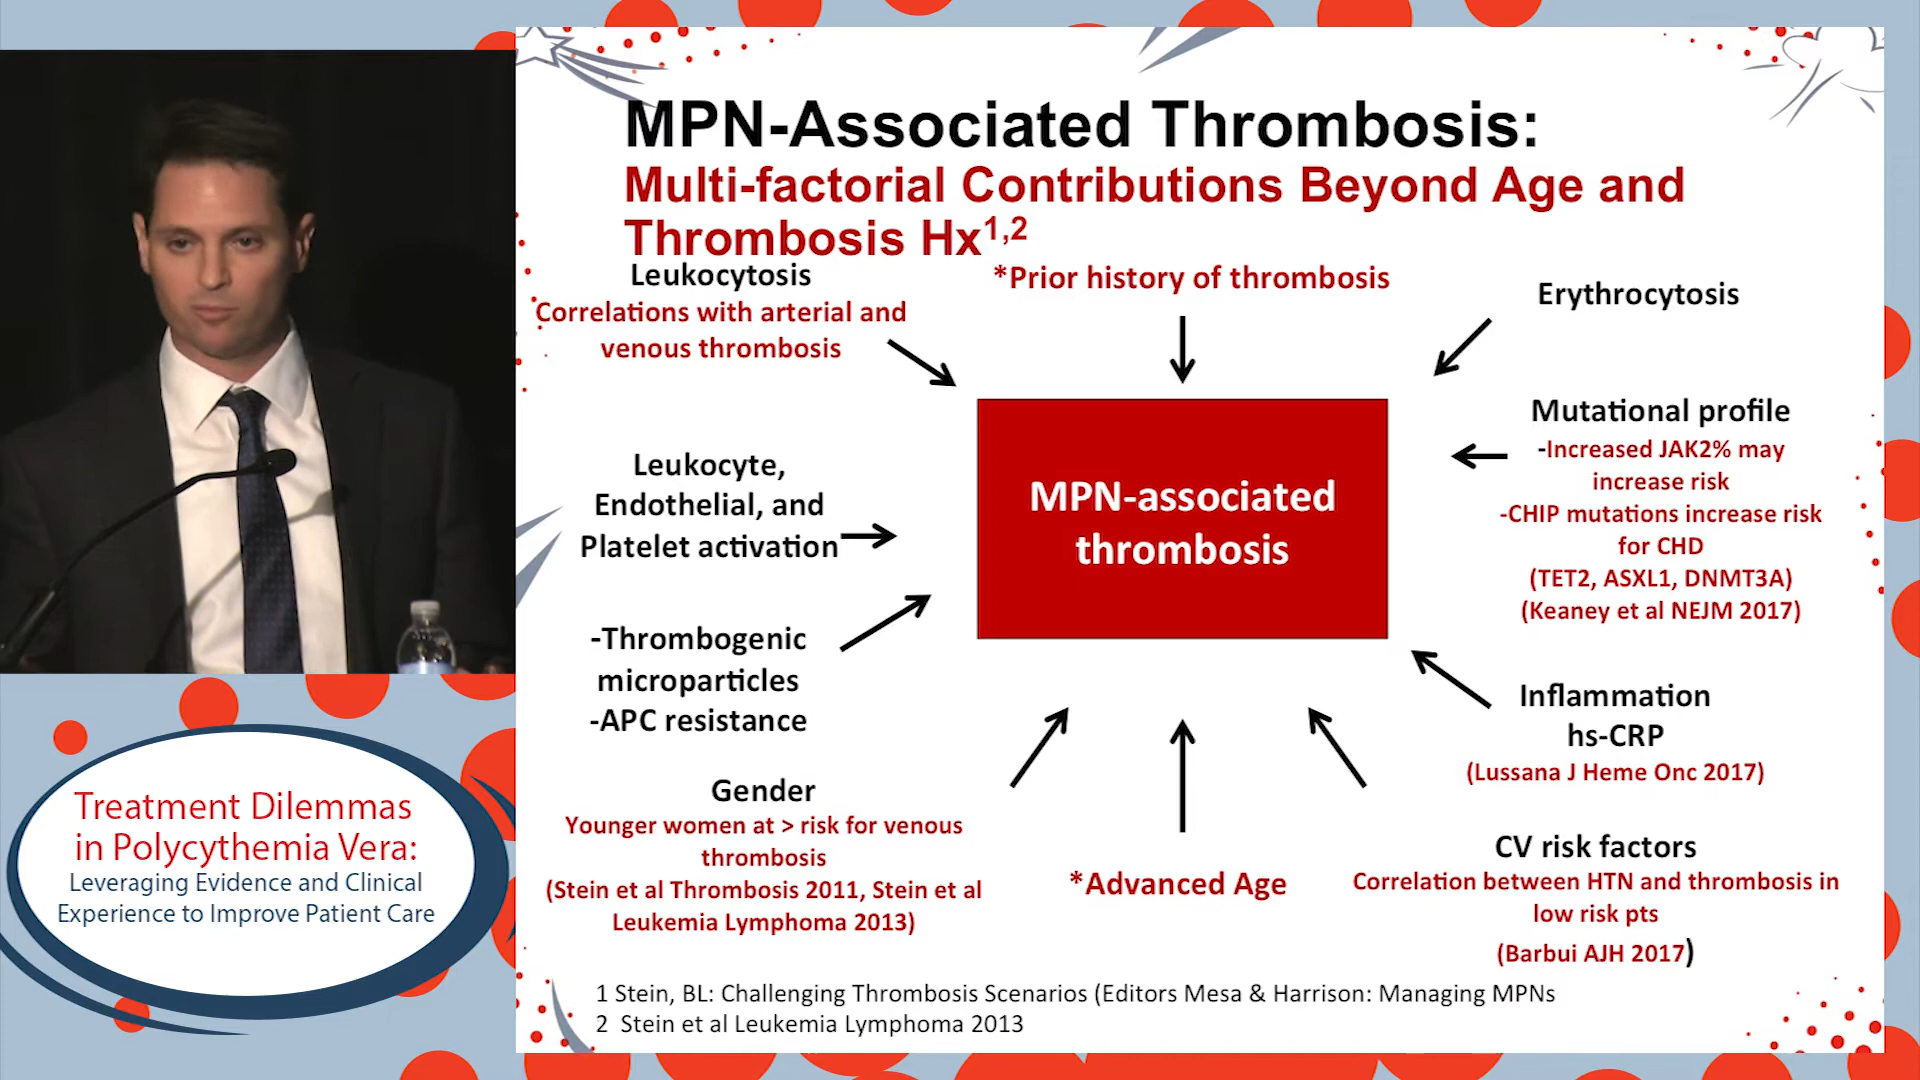 MPN-Associated Thrombosis:
Multi-factorial Contributions Beyond Age and
Thrombosis Hx1,2
Leukocytosis
Correlations with arterial and
venous thrombosis
*Prior history of thrombosis
Erythrocytosis
Mutational profile
-Increased JAK2% may
increase risk
-CHIP mutations increase risk
for CHD
(TET2, ASXL1, DNMT3A)
(Keaney et al NEJM 2017)
Leukocyte,
Endothelial, and
Platelet activation
MPN-associated
thrombosis
-Thrombogenic
microparticles
-APC resistance
Inflammation
hs-CRP
(Lussana J Heme Onc 2017)
Gender
Younger women at > risk for venous
thrombosis
(Stein et al Thrombosis 2011, Stein et al
Leukemia Lymphoma 2013)
*Advanced Age
CV risk factors
Correlation between HTN and thrombosis in
low risk pts
(Barbui AJH 2017)
1 Stein, BL: Challenging Thrombosis Scenarios (Editors Mesa & Harrison: Managing MPNs
2 Stein et al Leukemia Lymphoma 2013
Treatment Dilemmas
in Polycythemia Vera:
Leveraging Evidence and Clinical
Experience to Improve Patient Care